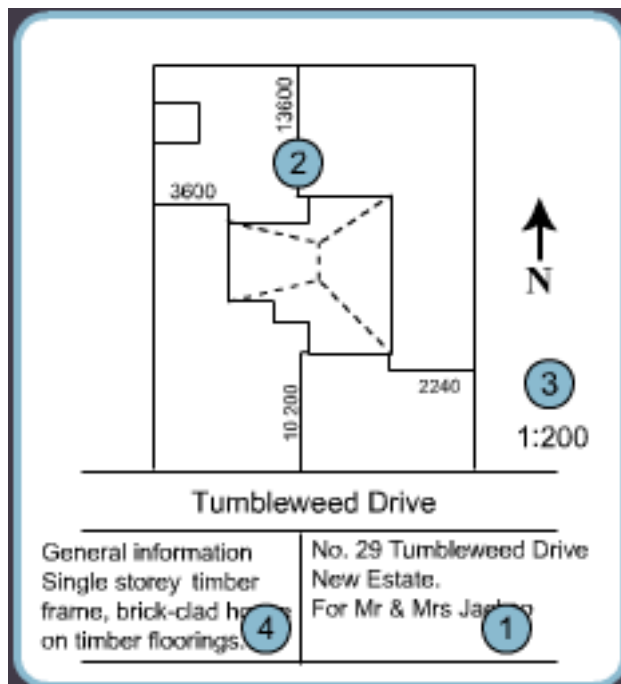 13600
2
3600
N
3
2240
10 200
1:200
Tumbleweed Drive
General information
Single storey timber
frame, brick-clad
on timber floorings.
4
No. 29 Tumbleweed Drive
New Estate.
For Mr & Mrs
1